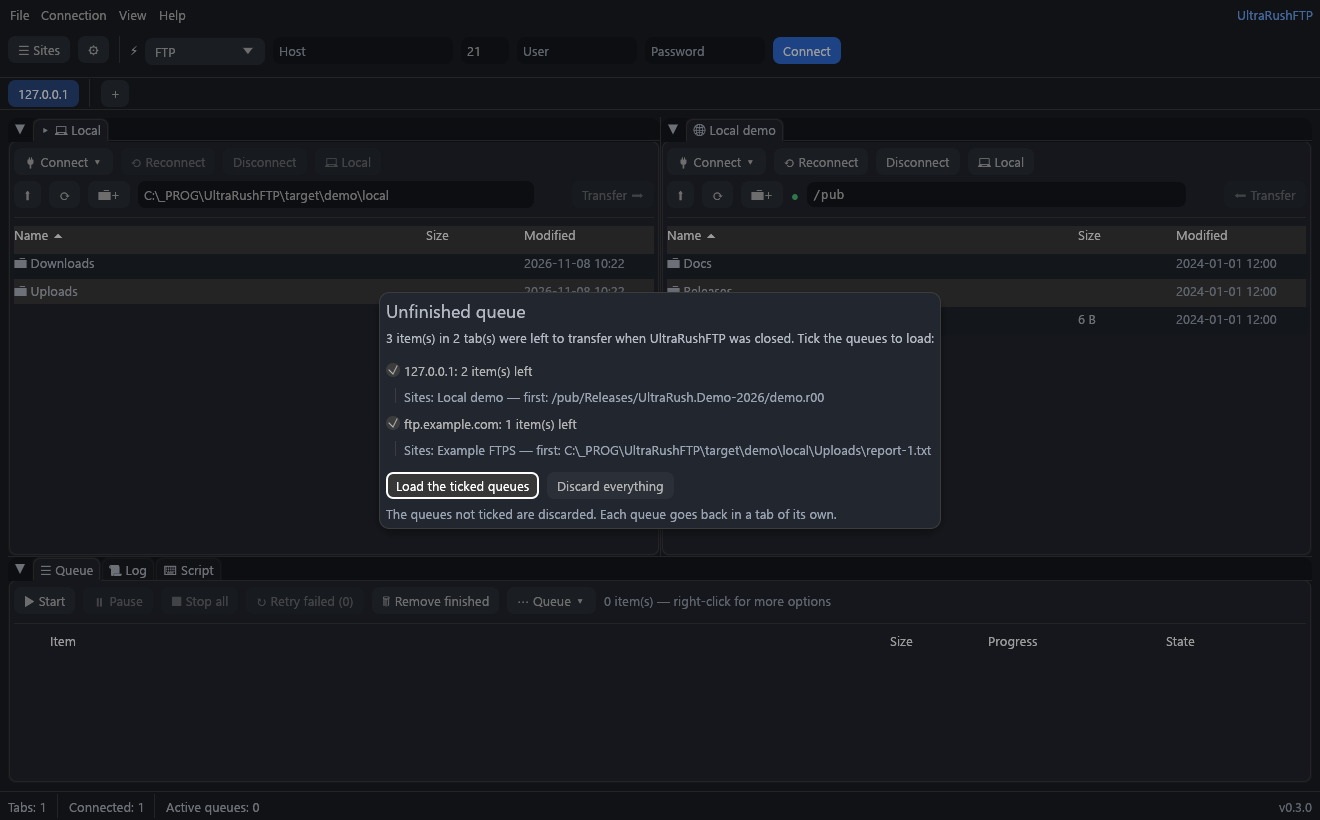 File Connection View Help UltraRushFTP
Sites FTP Host 21 User Password Connect
127.0.0.1 +
Local Local demo
Connect Reconnect Disconnect Local Connect Reconnect Disconnect Local
C:\_PROG\UltraRushFTP\target\demo\local Transfer /pub Transfer
Name Size Modified Name Size Modified
Downloads 2026-11-08 10:22 Docs 2024-01-01 12:00
Uploads 2026-11-08 10:22 Releases 2024-01-01 12:00
6 B 2024-01-01 12:00
Unfinished queue
3 item(s) in 2 tab(s) were left to transfer when UltraRushFTP was closed. Tick the queues to load:
127.0.0.1: 2 item(s) left
Sites: Local demo — first: /pub/Releases/UltraRush.Demo-2026/demo.r00
ftp.example.com: 1 item(s) left
Sites: Example FTPS — first: C:\_PROG\UltraRushFTP\target\demo\local\Uploads\report-1.txt
Load the ticked queues Discard everything
The queues not ticked are discarded. Each queue goes back in a tab of its own.
Queue Log Script
Start Pause Stop all Retry failed (0) Remove finished ··· Queue 0 item(s) — right-click for more options
Item Size Progress State
Tabs: 1 Connected: 1 Active queues: 0 v0.3.0